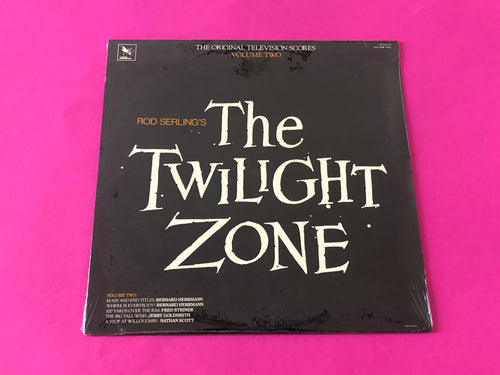 THE ORIGINAL TELEVISION SCORES
VOLUME TWO
ROD SERLING'S
The
TWILIGHT
ZONE
VOLUME TWO:
MAIN AND END TITLES: BERNARD HERRMANN
WHERE IS EVERYBODY?: BERNARD HERRMANN
100 YARDS OVER THE RIM: FRED STEINER
THE BIG TALL WISH: JERRY GOLDSMITH
A STOP AT WILLOUGHBY: NATHAN SCOTT